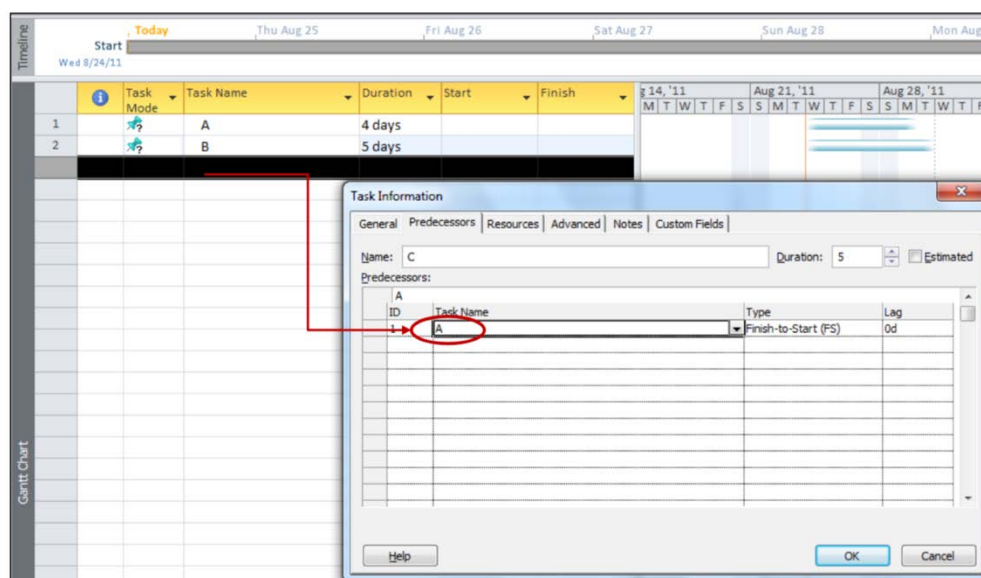 Timeline
Today Thu Aug 25 Fri Aug 26 Sat Aug 27 Sun Aug 28 Mon Aug
Start
Wed 8/24/11
Task Mode Task Name Duration Start Finish
14, '11 Aug 21, '11 Aug 28, '11
M T W T F S S M T W T F S S M T W T F
1 ? A 4 days
2 ? B 5 days
Task Information
General Predecessors Resources Advanced Notes Custom Fields
Name: C Duration: 5 Estimated
Predecessors:
A
ID Task Name Type Lag
1 A Finish-to-Start (FS) 0d
Gantt Chart
Help OK Cancel